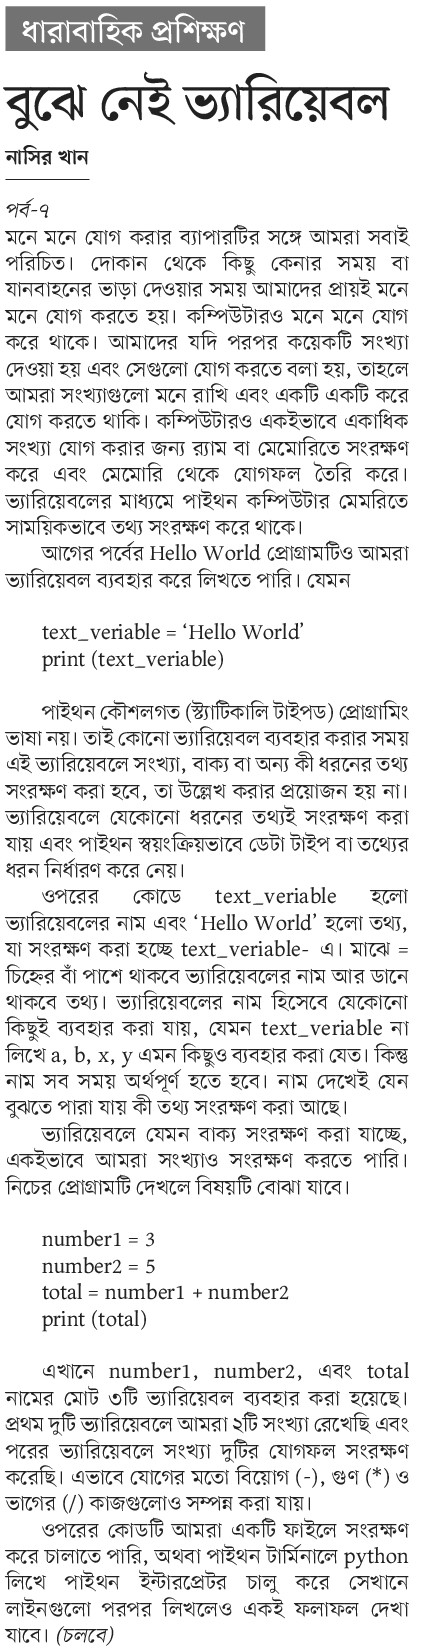 ধারাবাহিক প্রশিক্ষণ
বুঝে নেই ভ্যারিয়েবল
নাসির খান
পর্ব-৭
মনে মনে যোগ করার ব্যাপারটির সঙ্গে আমরা সবাই
পরিচিত। দোকান থেকে কিছু কেনার সময় বা
যানবাহনের ভাড়া দেওয়ার সময় আমাদের প্রায়ই মনে
মনে যোগ করতে হয়। কম্পিউটারও মনে মনে যোগ
করে থাকে। আমাদের যদি পরপর কয়েকটি সংখ্যা
দেওয়া হয় এবং সেগুলো যোগ করতে বলা হয়, তাহলে
আমরা সংখ্যাগুলো মনে রাখি এবং একটি একটি করে
যোগ করতে থাকি। কম্পিউটারও একইভাবে একাধিক
সংখ্যা যোগ করার জন্য র‍্যাম বা মেমোরিতে সংরক্ষণ
করে এবং মেমোরি থেকে যোগফল তৈরি করে।
ভ্যারিয়েবলের মাধ্যমে পাইথন কম্পিউটার মেমরিতে
সাময়িকভাবে তথ্য সংরক্ষণ করে থাকে।
আগের পর্বের Hello World প্রোগ্রামটিও আমরা
ভ্যারিয়েবল ব্যবহার করে লিখতে পারি। যেমন
text_veriable = ‘Hello World’
print (text_veriable)
পাইথন কৌশলগত (স্ট্যাটিকালি টাইপড) প্রোগ্রামিং
ভাষা নয়। তাই কোনো ভ্যারিয়েবল ব্যবহার করার সময়
এই ভ্যারিয়েবলে সংখ্যা, বাক্য বা অন্য কী ধরনের তথ্য
সংরক্ষণ করা হবে, তা উল্লেখ করার প্রয়োজন হয় না।
ভ্যারিয়েবলে যেকোনো ধরনের তথ্যই সংরক্ষণ করা
যায় এবং পাইথন স্বয়ংক্রিয়ভাবে ডেটা টাইপ বা তথ্যের
ধরন নির্ধারণ করে নেয়।
ওপরের কোডে text_veriable হলো
ভ্যারিয়েবলের নাম এবং ‘Hello World’ হলো তথ্য,
যা সংরক্ষণ করা হচ্ছে text_veriable- এ। মাঝে =
চিহ্নের বাঁ পাশে থাকবে ভ্যারিয়েবলের নাম আর ডানে
থাকবে তথ্য। ভ্যারিয়েবলের নাম হিসেবে যেকোনো
কিছুই ব্যবহার করা যায়, যেমন text_veriable না
লিখে a, b, x, y এমন কিছুও ব্যবহার করা যেত। কিন্তু
নাম সব সময় অর্থপূর্ণ হতে হবে। নাম দেখেই যেন
বুঝতে পারা যায় কী তথ্য সংরক্ষণ করা আছে।
ভ্যারিয়েবলে যেমন বাক্য সংরক্ষণ করা যাচ্ছে,
একইভাবে আমরা সংখ্যাও সংরক্ষণ করতে পারি।
নিচের প্রোগ্রামটি দেখলে বিষয়টি বোঝা যাবে।
number1 = 3
number2 = 5
total = number1 + number2
print (total)
এখানে number1, number2, এবং total
নামের মোট ৩টি ভ্যারিয়েবল ব্যবহার করা হয়েছে।
প্রথম দুটি ভ্যারিয়েবলে আমরা ২টি সংখ্যা রেখেছি এবং
পরের ভ্যারিয়েবলে সংখ্যা দুটির যোগফল সংরক্ষণ
করেছি। এভাবে যোগের মতো বিয়োগ (-), গুণ (*) ও
ভাগের (/) কাজগুলোও সম্পন্ন করা যায়।
ওপরের কোডটি আমরা একটি ফাইলে সংরক্ষণ
করে চালাতে পারি, অথবা পাইথন টার্মিনালে python
লিখে পাইথন ইন্টারপ্রেটর চালু করে সেখানে
লাইনগুলো পরপর লিখলেও একই ফলাফল দেখা
যাবে। (চলবে)